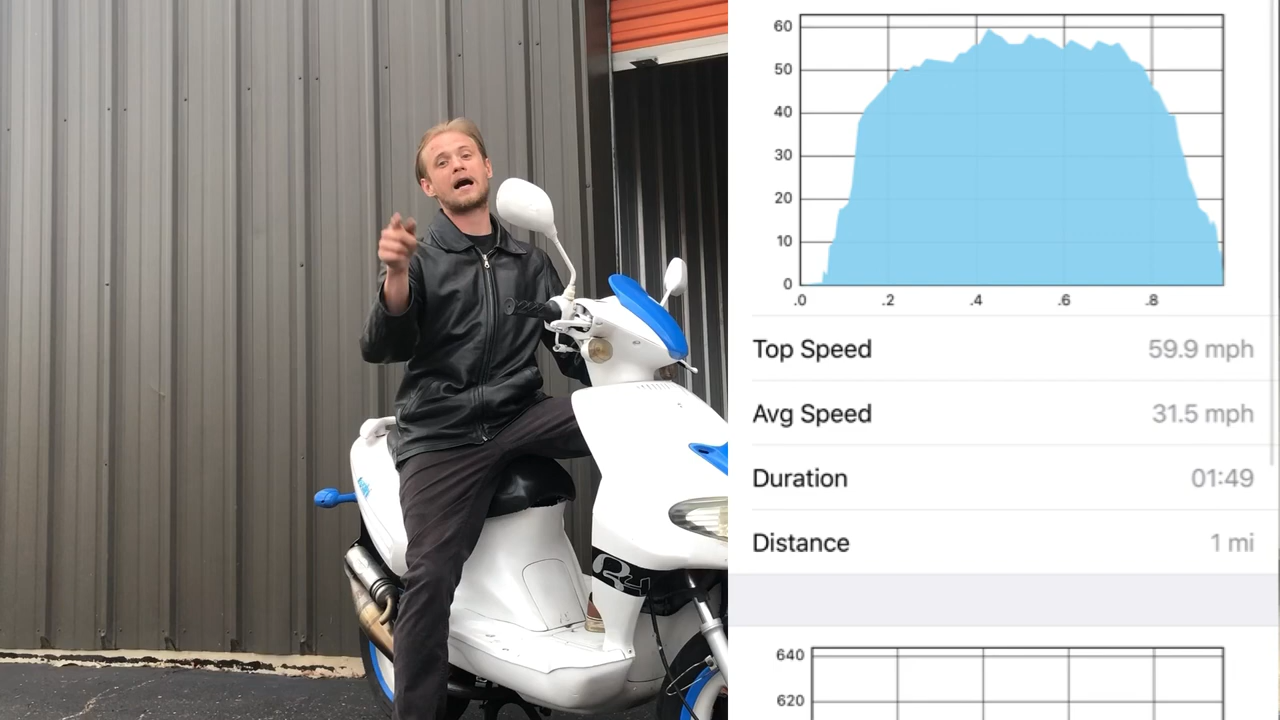 60
50
40
30
20
10
0
.0 .2 .4 .6 .8
Top Speed 59.9 mph
Avg Speed 31.5 mph
Duration 01:49
Distance 1 mi
640
620